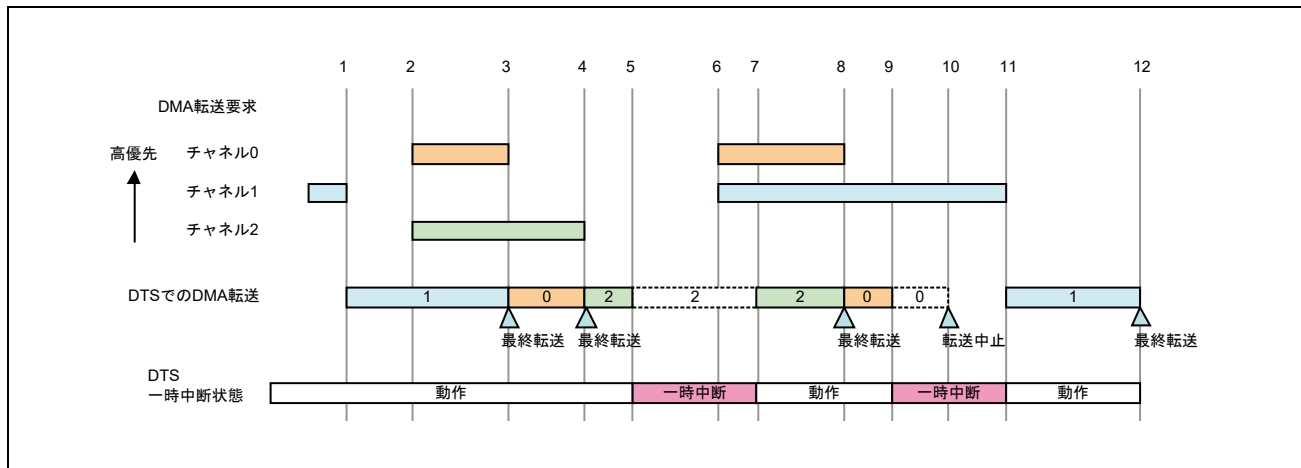 1 2 3 4 5 6 7 8 9 10 11 12
DMA転送要求
高優先
チャネル0
チャネル1
チャネル2
DTSでのDMA転送
1 0 2 2 2 0 0 1
最終転送 最終転送 最終転送 転送中止 最終転送
DTS
一時中断状態
動作 一時中断 動作 一時中断 動作